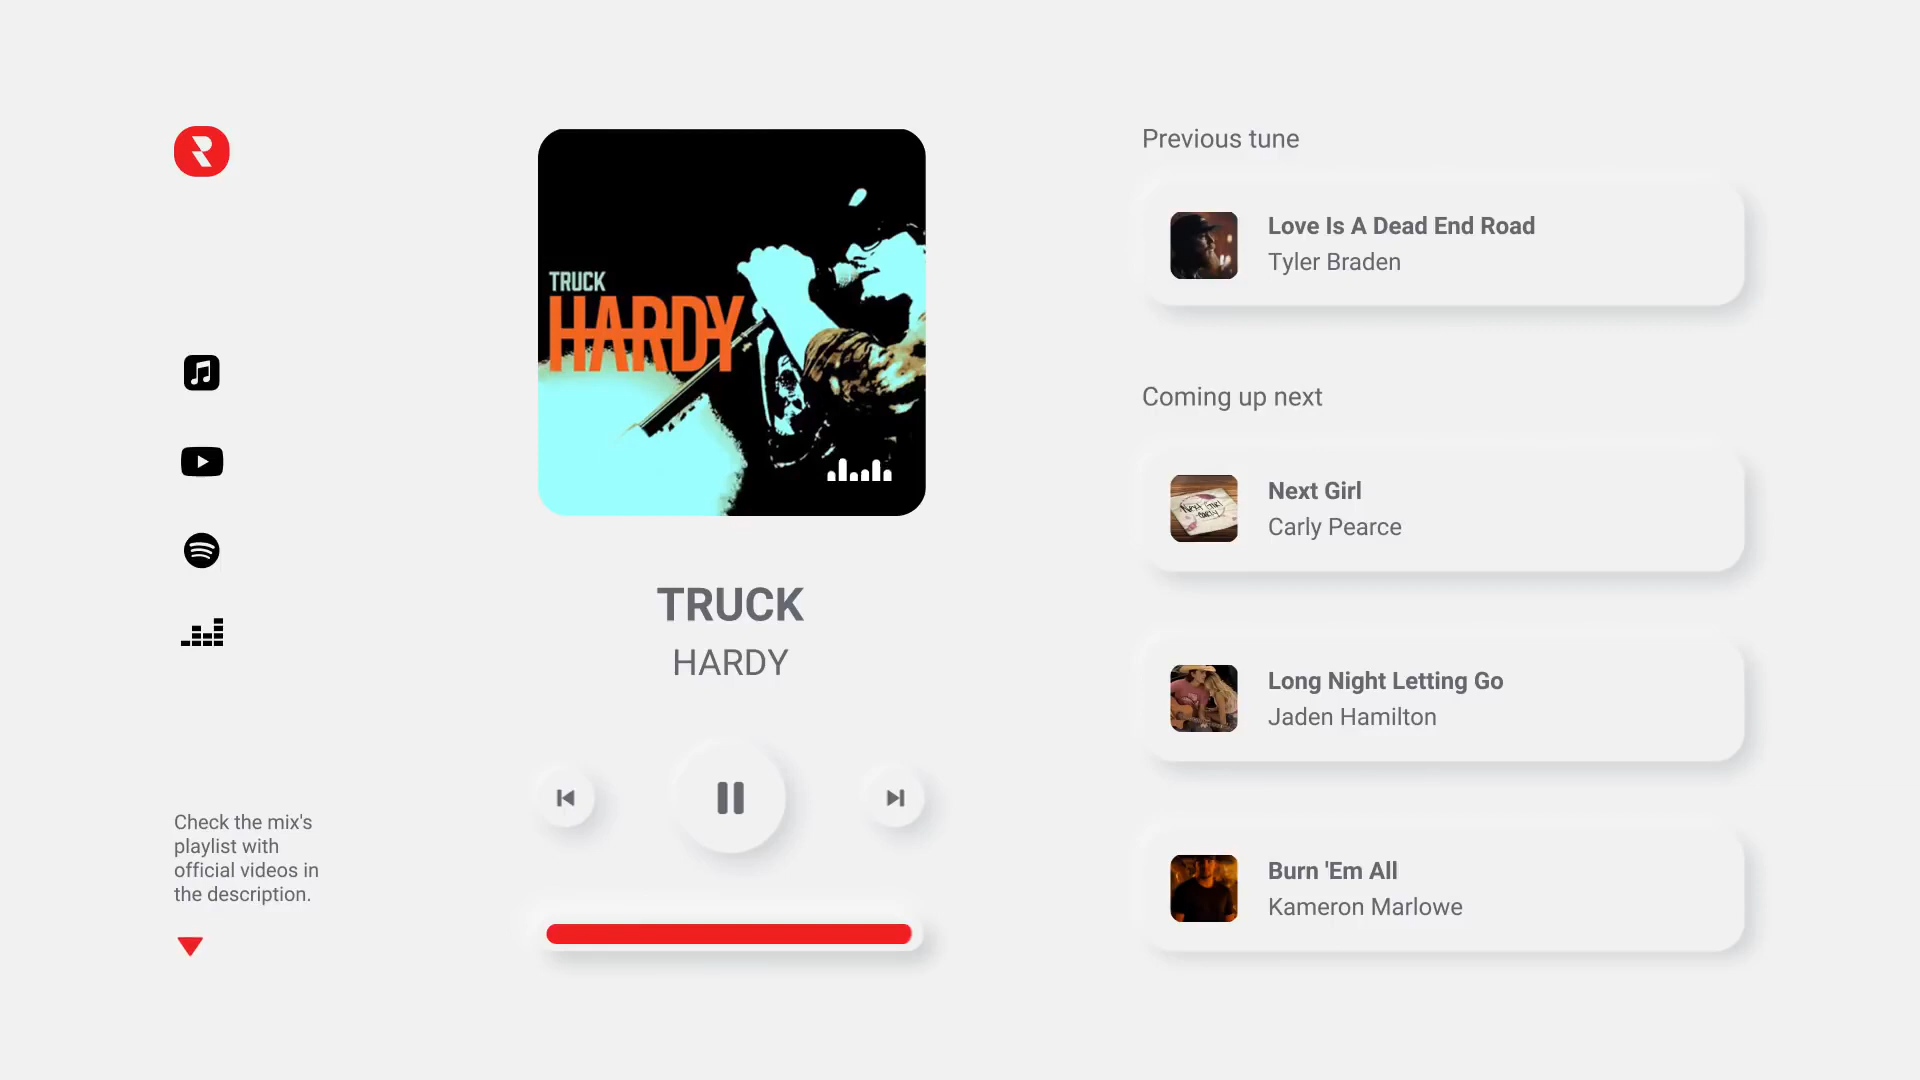 TRUCK
HARDY
TRUCK
HARDY
Check the mix's
playlist with
official videos in
the description.
Previous tune
Love Is A Dead End Road
Tyler Braden
Coming up next
Next Girl
Carly Pearce
Long Night Letting Go
Jaden Hamilton
Burn 'Em All
Kameron Marlowe